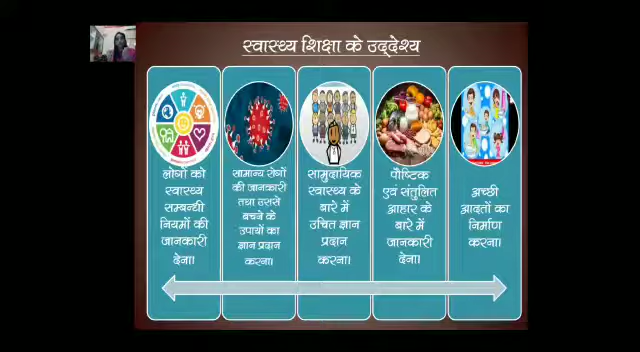 स्वास्थ्य शिक्षा के उद्देश्य
लोगों को
स्वास्थ्य
सम्बन्धी
नियमों की
जानकारी
देना।
सामान्य रोगों
की जानकारी
तथा उससे
बचने के
उपायों का
ज्ञान प्रदान
करना।
सामुदायिक
स्वास्थ्य के
बारे में
उचित ज्ञान
प्रदान
करना।
पौष्टिक
एवं संतुलित
आहार के
बारे में
जानकारी
देना।
अच्छी
आदतों का
निर्माण
करना।